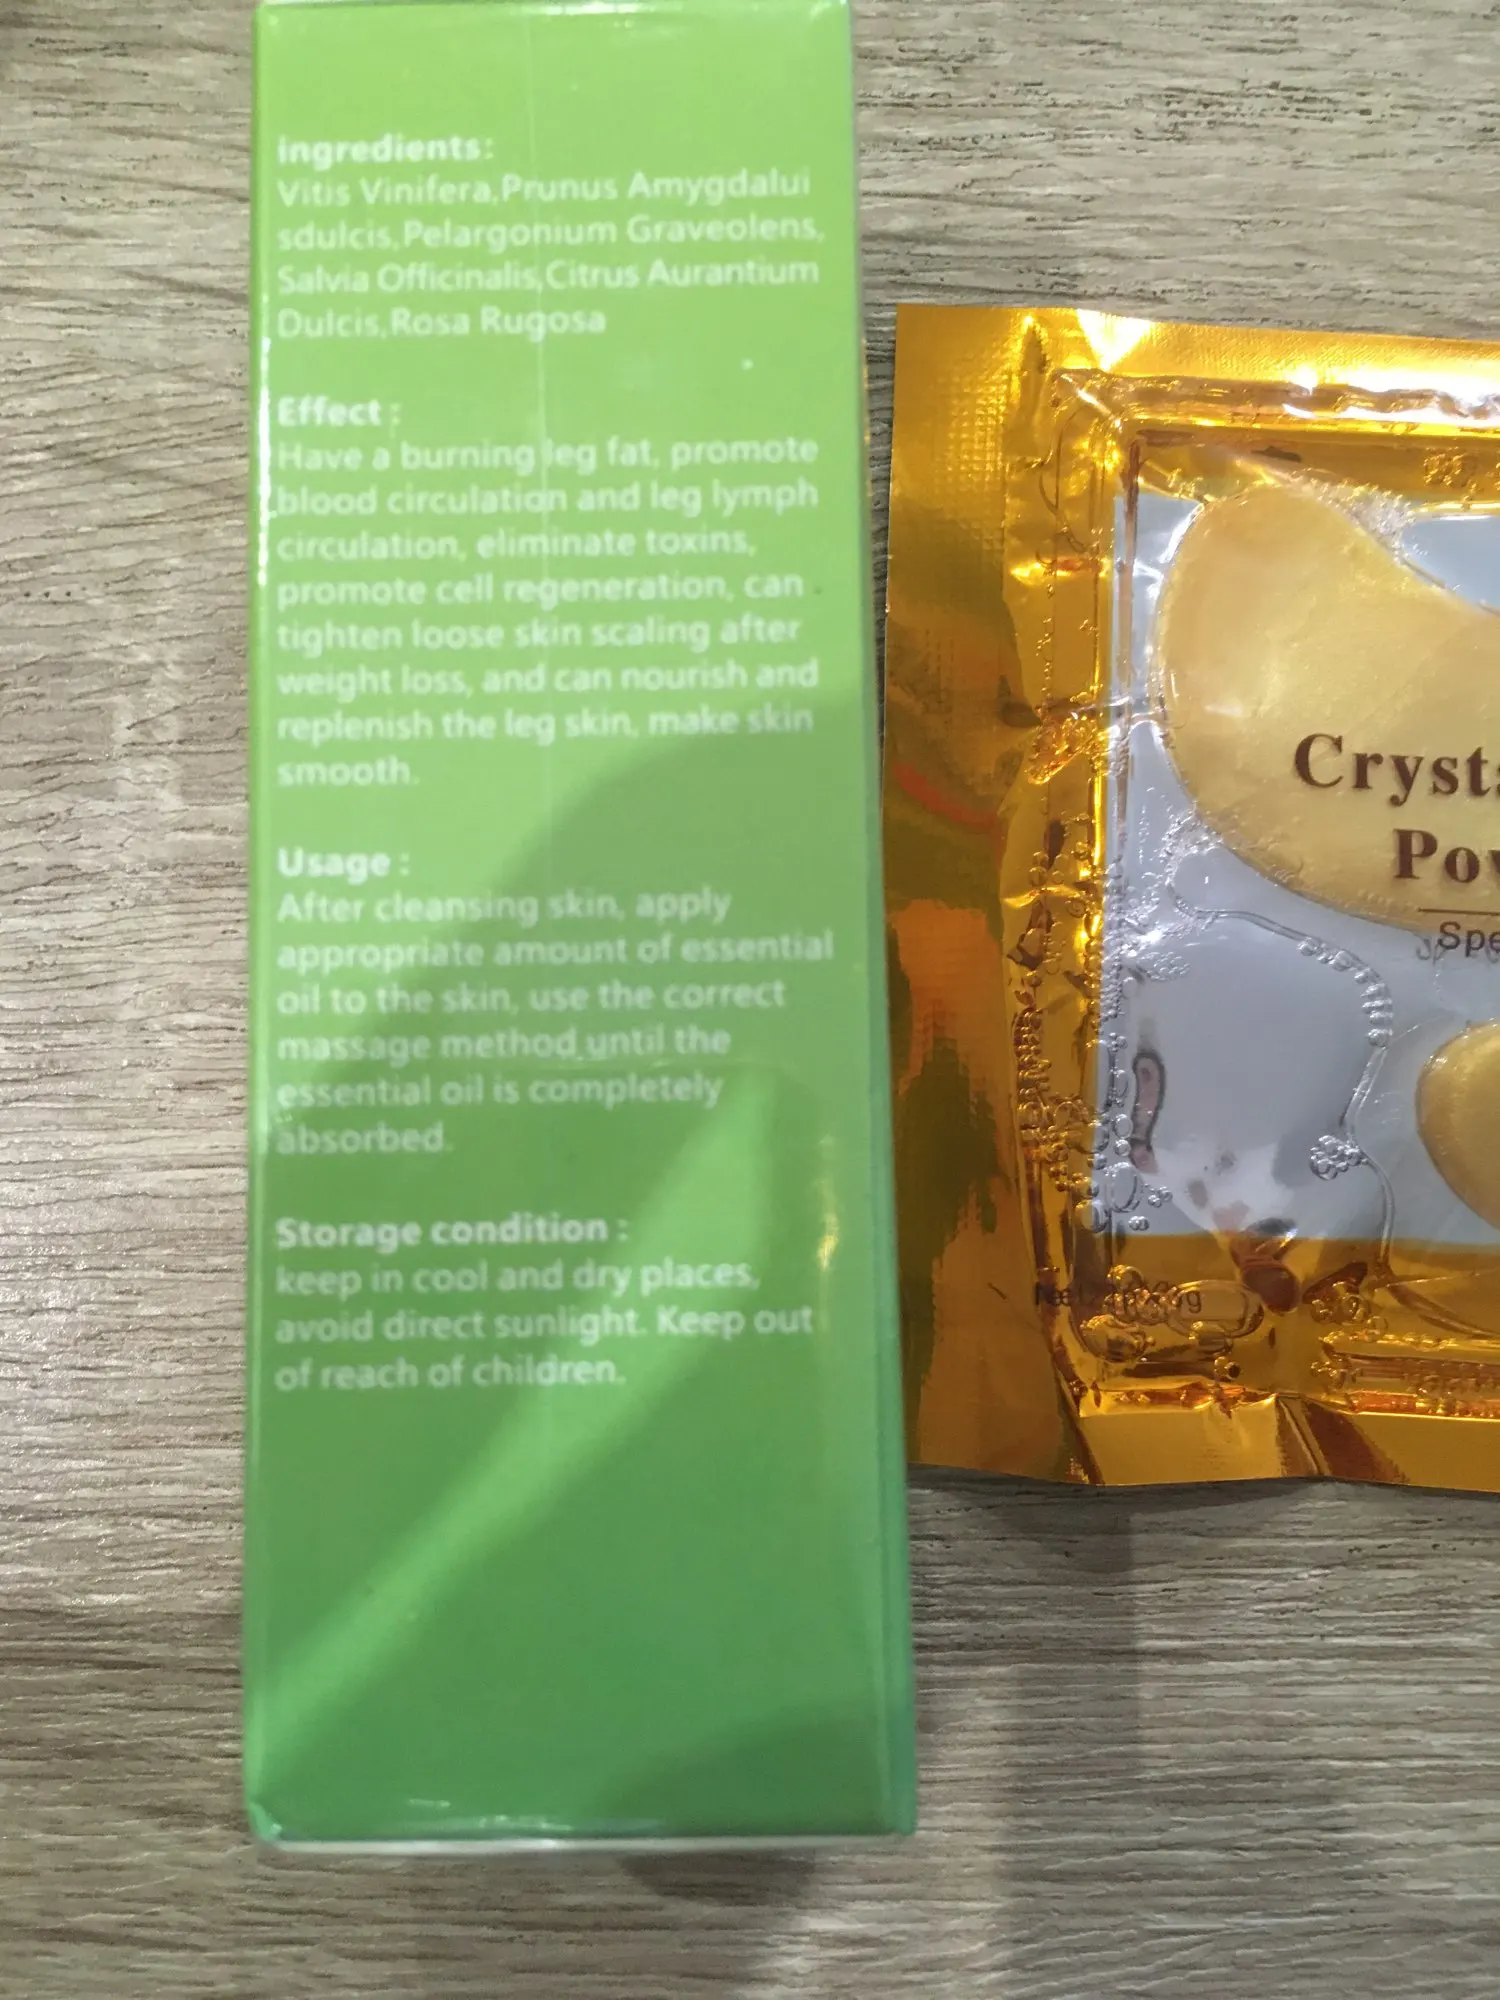 ingredients:
Vitis Vinifera,Prunus Amygdalui
sdulcis,Pelargonium Graveolens,
Salvia Officinalis,Citrus Aurantium
Dulcis,Rosa Rugosa
Effect :
Have a burning leg fat, promote
blood circulation and leg lymph
circulation, eliminate toxins,
promote cell regeneration, can
tighten loose skin scaling after
weight loss, and can nourish and
replenish the leg skin, make skin
smooth.
Usage :
After cleansing skin, apply
appropriate amount of essential
oil to the skin, use the correct
massage method until the
essential oil is completely
absorbed.
Storage condition :
keep in cool and dry places,
avoid direct sunlight. Keep out
of reach of children.
Cryst
Pow
Spe